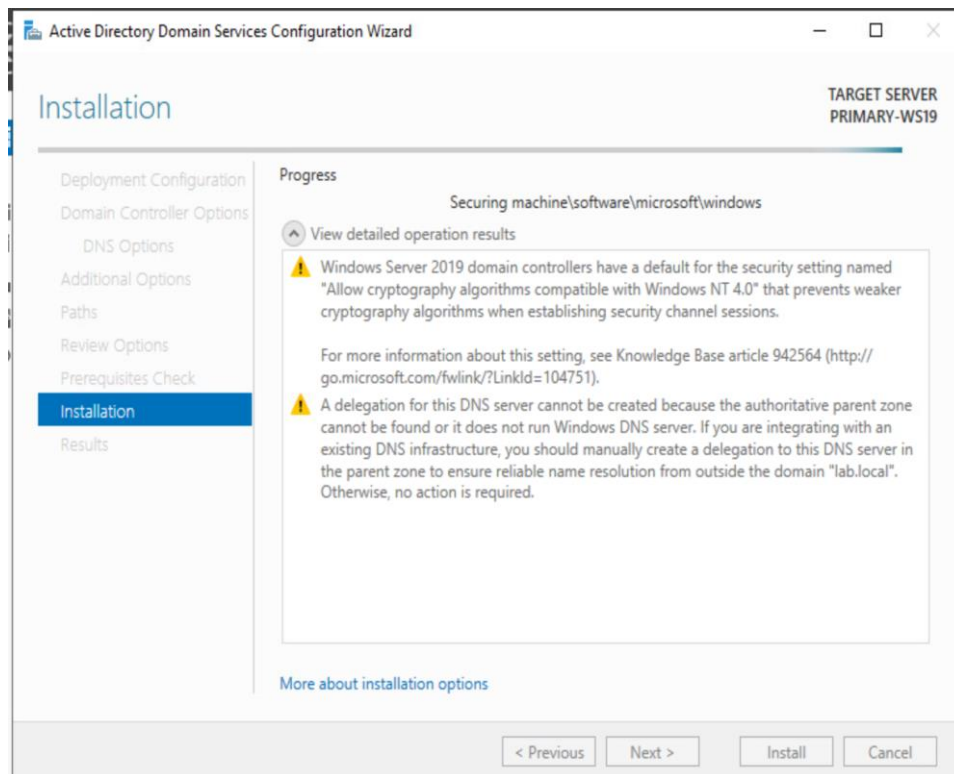 Active Directory Domain Services Configuration Wizard
Installation
TARGET SERVER
PRIMARY-WS19
Deployment Configuration
Domain Controller Options
DNS Options
Additional Options
Paths
Review Options
Prerequisites Check
Installation
Results
Progress
Securing machine\software\microsoft\windows
View detailed operation results
Windows Server 2019 domain controllers have a default for the security setting named
"Allow cryptography algorithms compatible with Windows NT 4.0" that prevents weaker
cryptography algorithms when establishing security channel sessions.
For more information about this setting, see Knowledge Base article 942564 (http://
go.microsoft.com/fwlink/?LinkId=104751).
A delegation for this DNS server cannot be created because the authoritative parent zone
cannot be found or it does not run Windows DNS server. If you are integrating with an
existing DNS infrastructure, you should manually create a delegation to this DNS server in
the parent zone to ensure reliable name resolution from outside the domain "lab.local".
Otherwise, no action is required.
More about installation options
< Previous
Next >
Install
Cancel